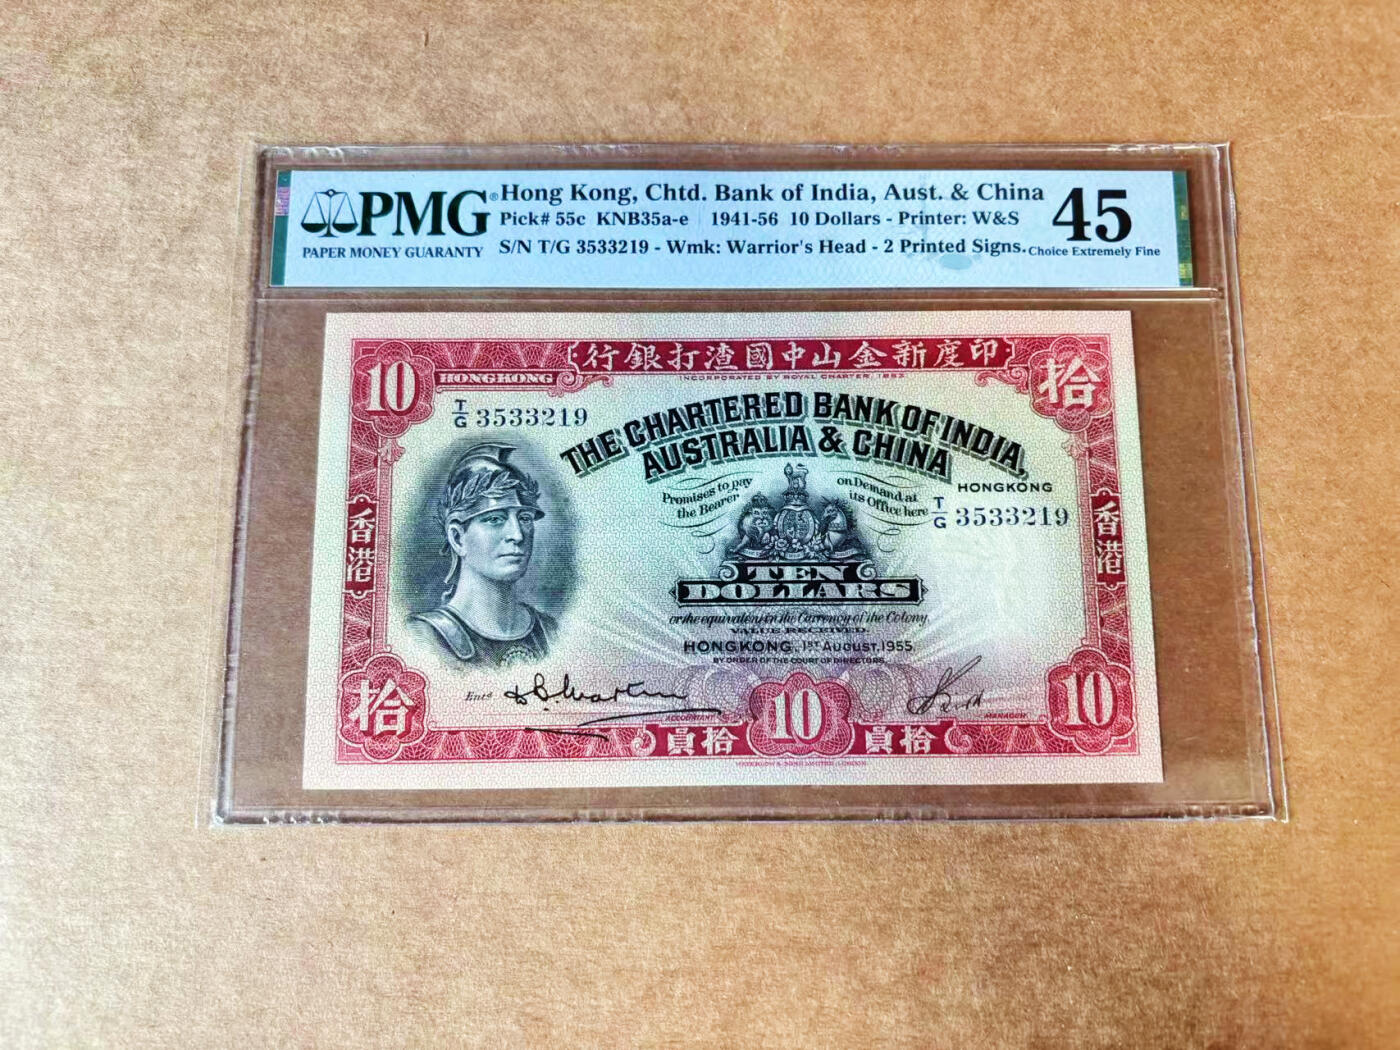 PMG®
PAPER MONEY GUARANTY
Hong Kong, Chtd. Bank of India, Aust. & China
Pick# 55c KNB35a-e 1941-56 10 Dollars - Printer: W&S
S/N T/G 3533219 - Wmk: Warrior's Head - 2 Printed Signs.
45
Choice Extremely Fine
行銀打渣國中山金新度印
INCORPORATED BY ROYAL CHARTER, 1853
10
HONGKONG
拾
T/G 3533219
THE CHARTERED BANK OF INDIA,
AUSTRALIA & CHINA
HONGKONG
Promises to pay
the Bearer
on Demand at
its Office here
T/G 3533219
香港
香港
TEN
DOLLARS
or the equivalent in the Currency of the Colony,
VALUE RECEIVED.
HONGKONG, 1ST AUGUST, 1955
BY ORDER OF THE COURT OF DIRECTORS,
拾
Entd
ACCOUNTANT
10
MANAGER
10
員拾
員拾
WATERLOW & SONS LIMITED, LONDON